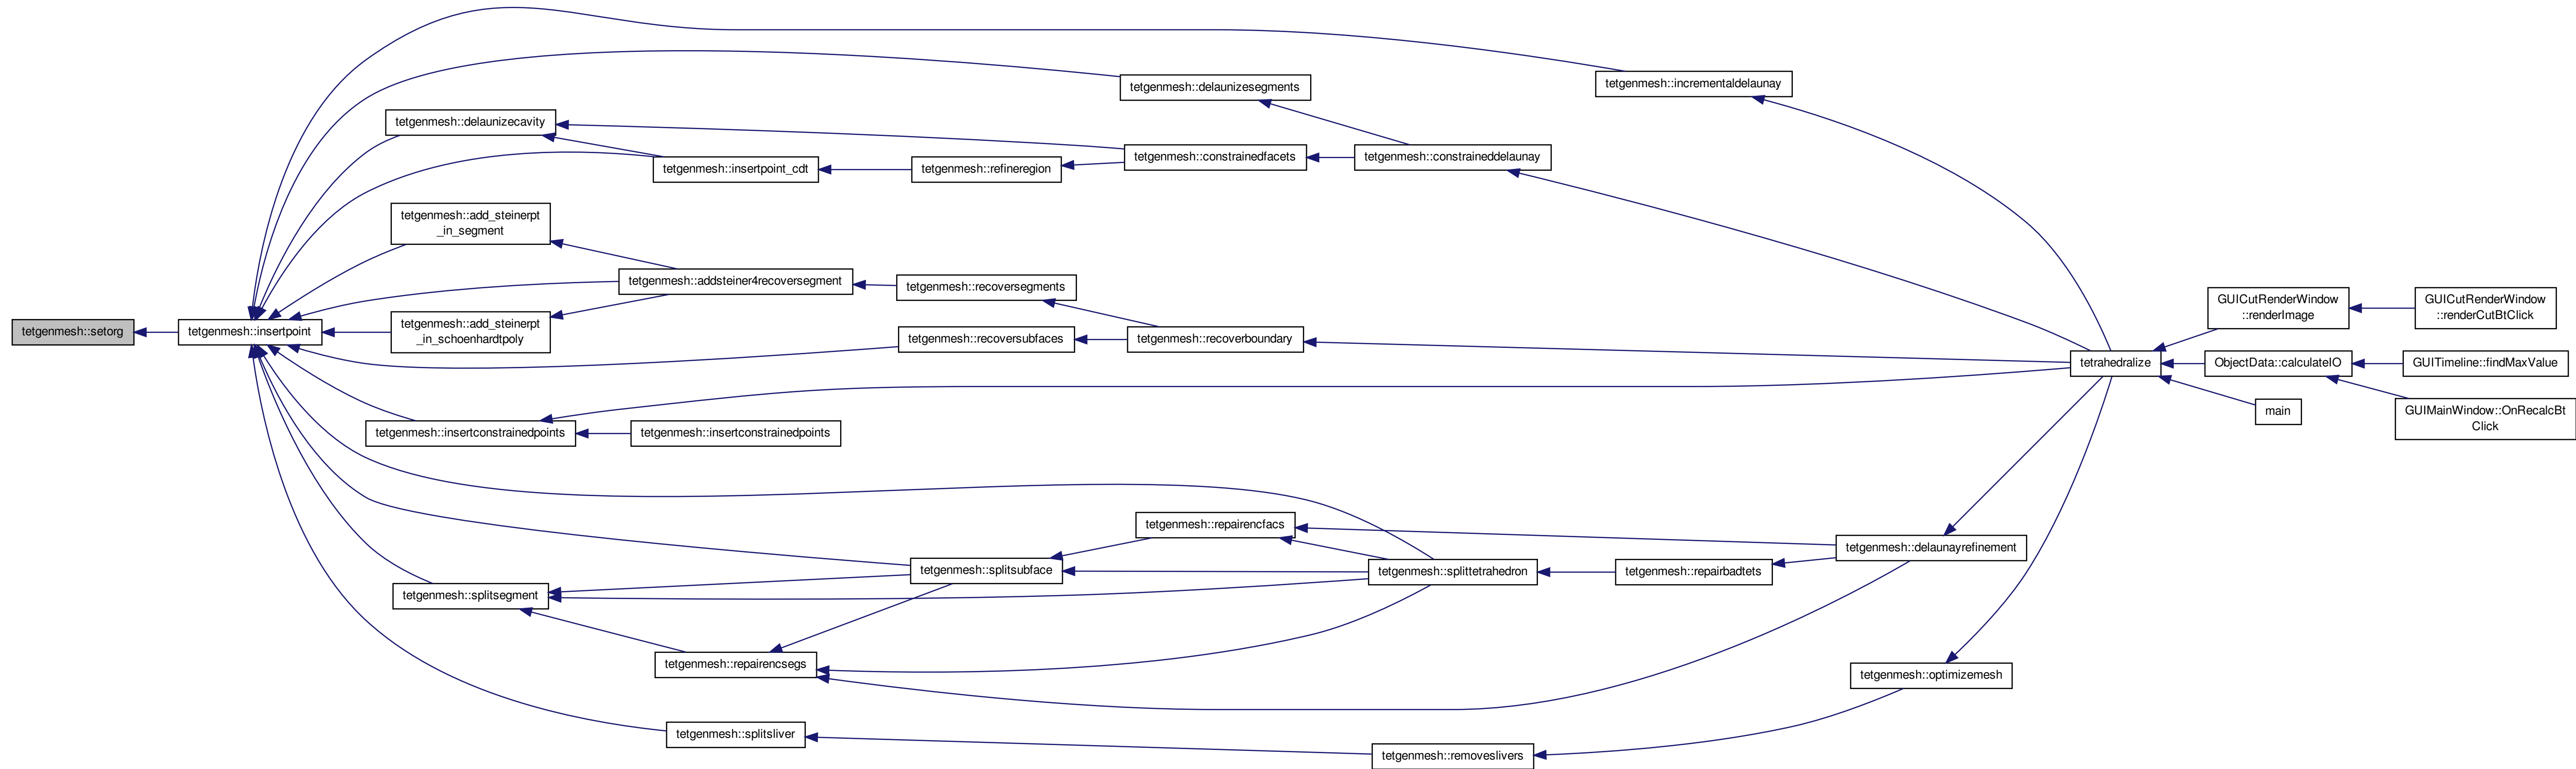 tetgenmesh::setorg
tetgenmesh::insertpoint
tetgenmesh::delaunizecavity
tetgenmesh::add_steinerpt
_in_segment
tetgenmesh::add_steinerpt
_in_schoenhardtpoly
tetgenmesh::insertconstrainedpoints
tetgenmesh::splitsegment
tetgenmesh::insertpoint_cdt
tetgenmesh::addsteiner4recoversegment
tetgenmesh::insertconstrainedpoints
tetgenmesh::repairencsegs
tetgenmesh::splitsliver
tetgenmesh::refineregion
tetgenmesh::recoversegments
tetgenmesh::recoversubfaces
tetgenmesh::splitsubface
tetgenmesh::delaunizesegments
tetgenmesh::constrainedfacets
tetgenmesh::recoverboundary
tetgenmesh::repairencfacs
tetgenmesh::constraineddelaunay
tetgenmesh::splittetrahedron
tetgenmesh::removeslivers
tetgenmesh::incrementaldelaunay
tetgenmesh::repairbadtets
tetgenmesh::delaunayrefinement
tetgenmesh::optimizemesh
tetrahedralize
GUICutRenderWindow
::renderImage
ObjectData::calculateIO
main
GUICutRenderWindow
::renderCutBtClick
GUITimeline::findMaxValue
GUIMainWindow::OnRecalcBt
Click